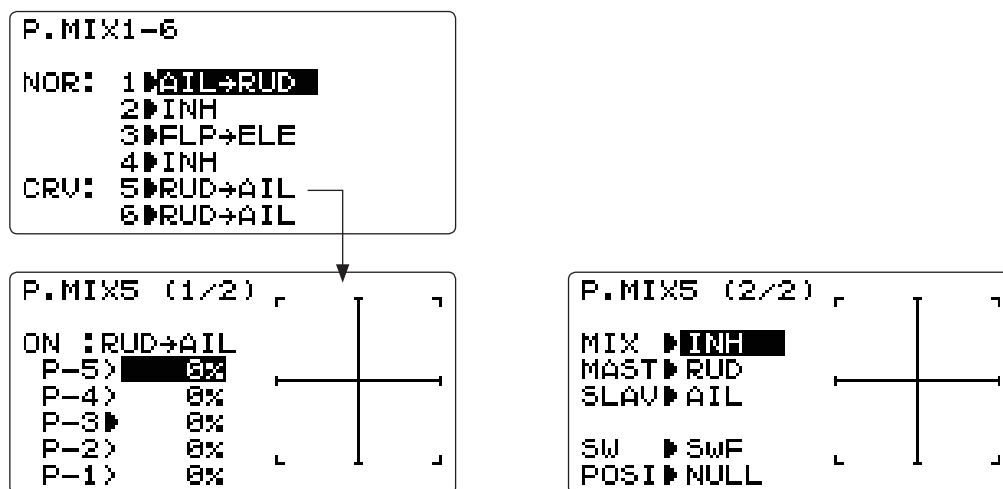 P.MIX1-6
NOR: 1▶AIL→RUD
2▶INH
3▶FLP→ELE
4▶INH
CRV: 5▶RUD→AIL
6▶RUD→AIL
P.MIX5 (1/2)
ON :RUD→AIL
P-5) 0%
P-4) 0%
P-3▶ 0%
P-2) 0%
P-1) 0%
P.MIX5 (2/2)
MIX ▶INH
MAST▶RUD
SLAV▶AIL
SW ▶SwF
POSI▶NULL